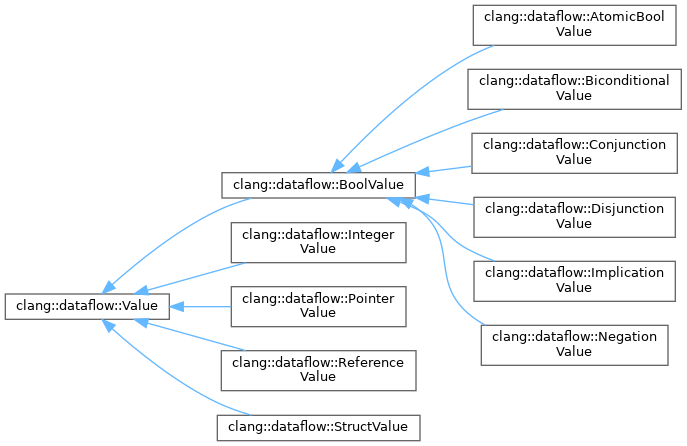 clang::dataflow::AtomicBool
Value
clang::dataflow::Biconditional
Value
clang::dataflow::Conjunction
Value
clang::dataflow::BoolValue
clang::dataflow::Disjunction
Value
clang::dataflow::Integer
Value
clang::dataflow::Implication
Value
clang::dataflow::Value
clang::dataflow::Pointer
Value
clang::dataflow::Negation
Value
clang::dataflow::Reference
Value
clang::dataflow::StructValue